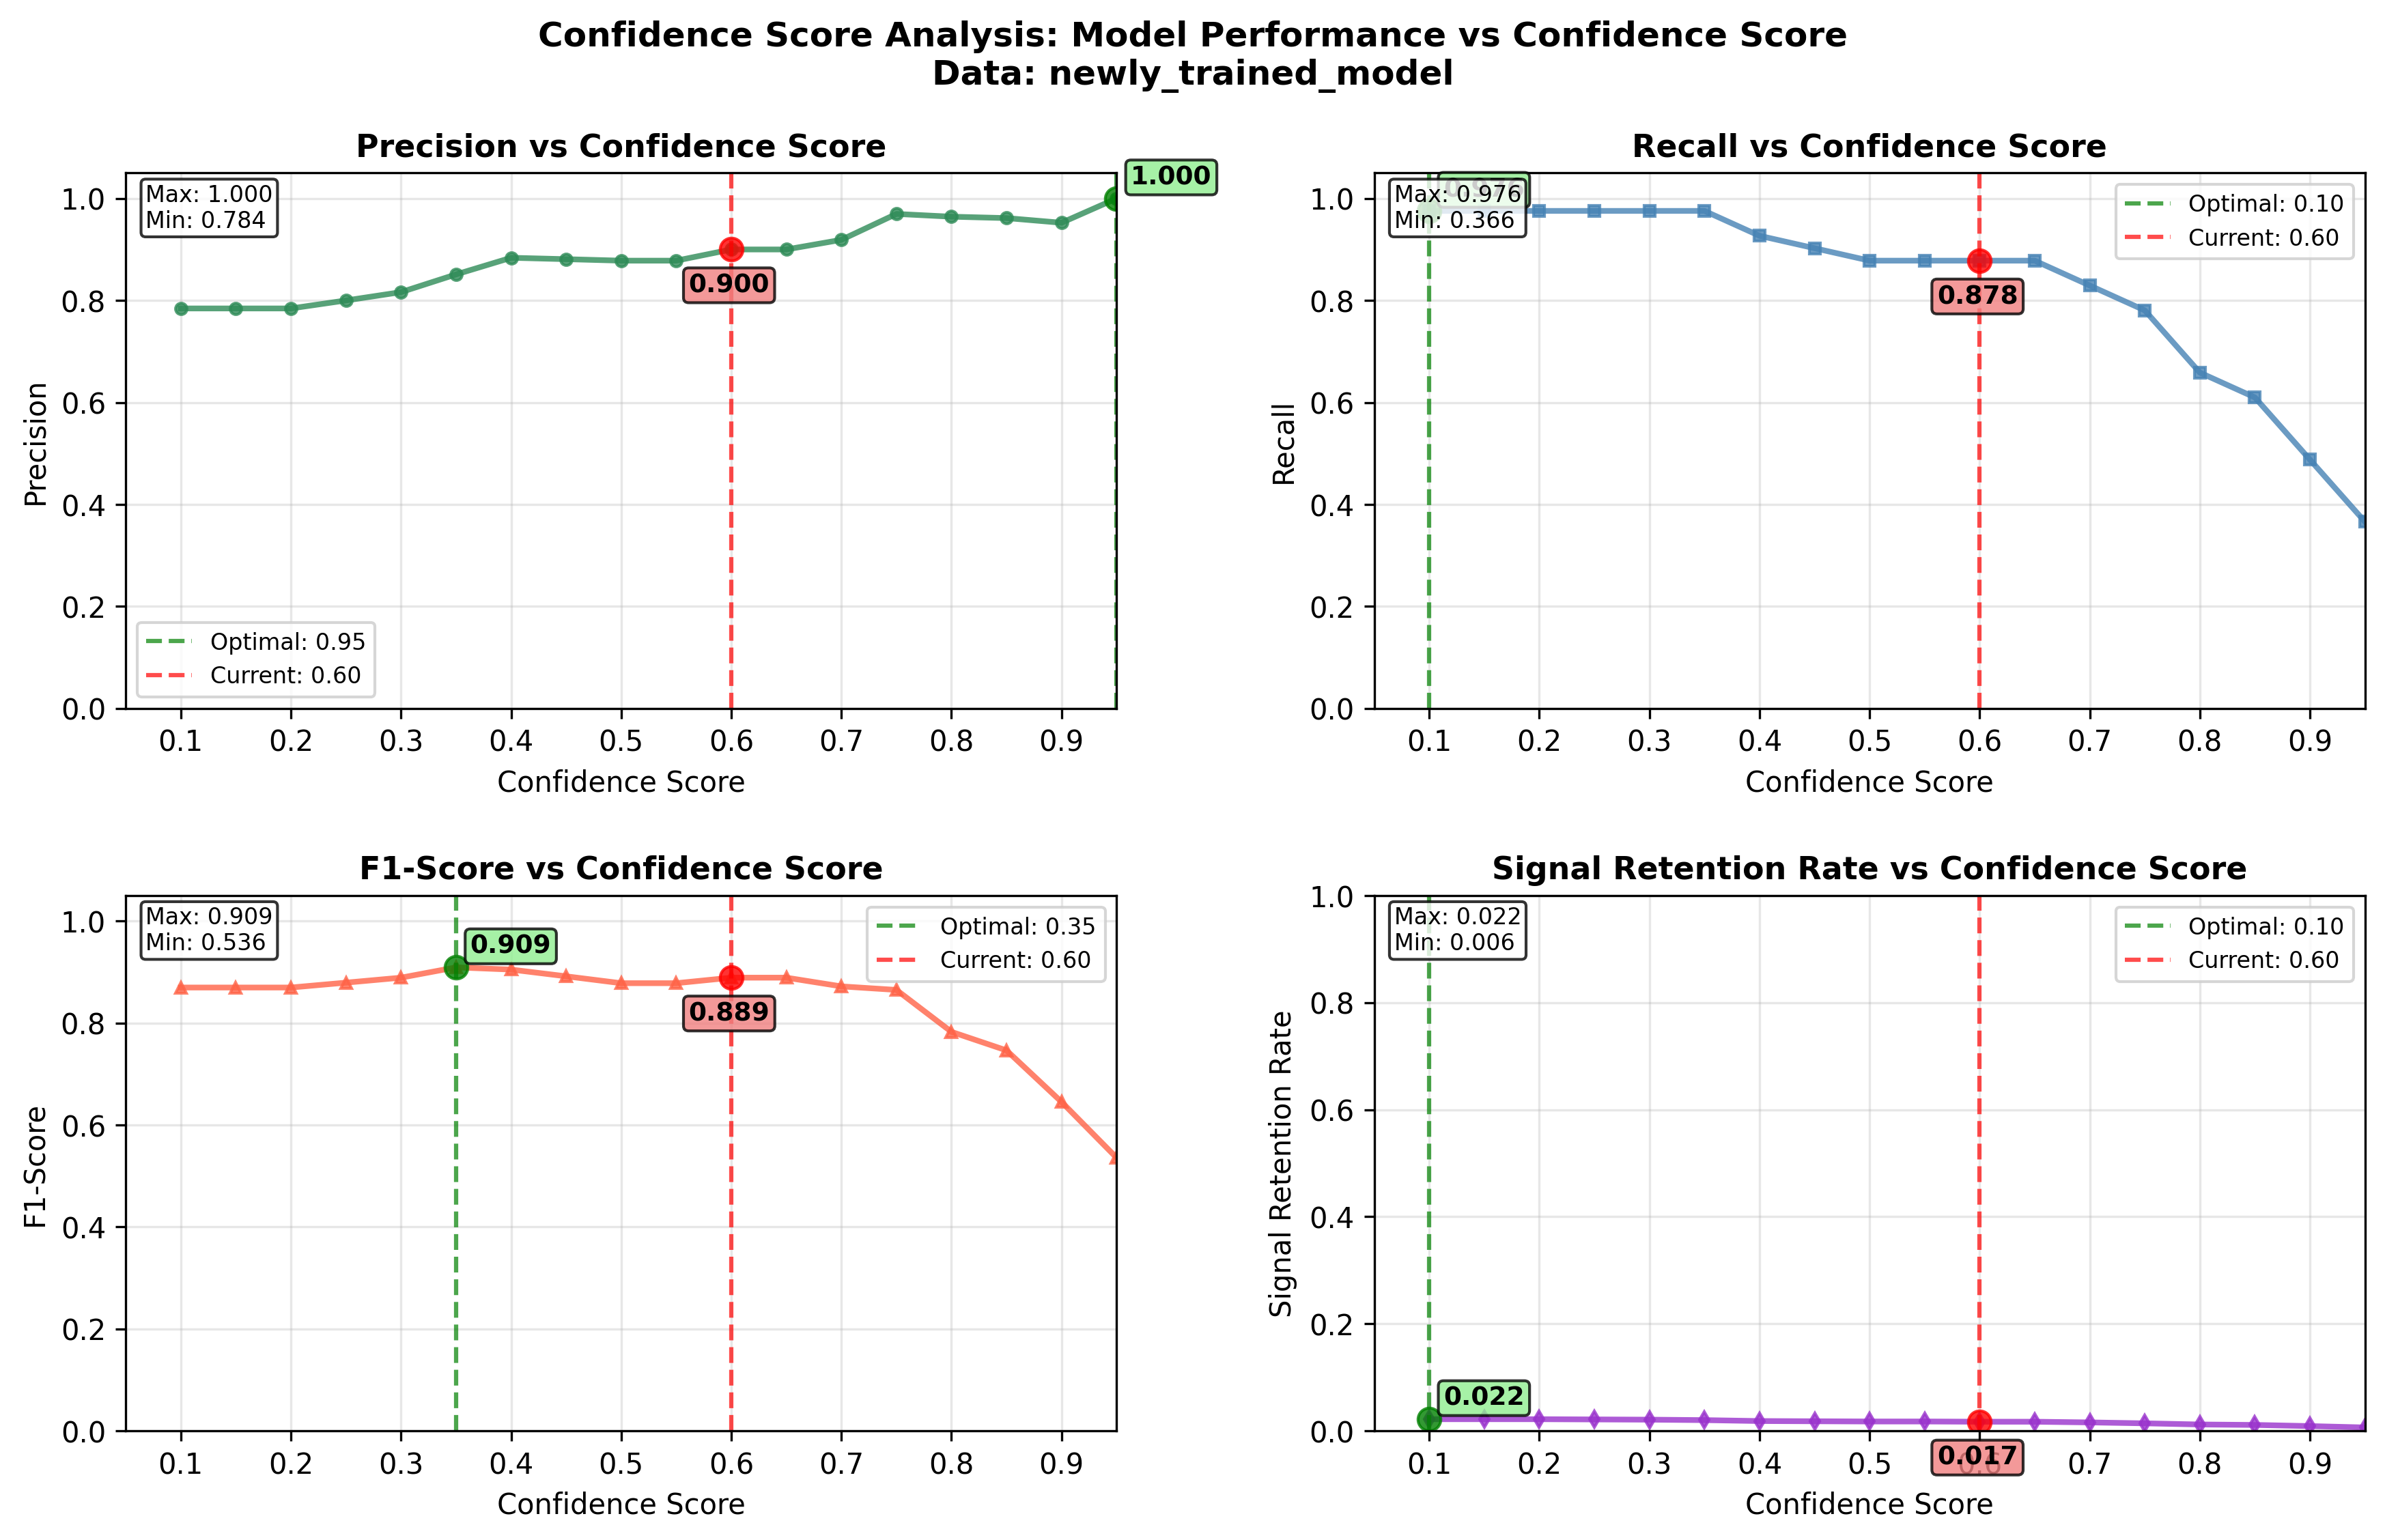 Confidence Score Analysis: Model Performance vs Confidence Score
Data: newly_trained_model
Precision vs Confidence Score
1.000
Max: 1.000
Min: 0.784
0.900
Optimal: 0.95
Current: 0.60
1.0
0.8
0.6
0.4
0.2
0.0
Precision
0.1 0.2 0.3 0.4 0.5 0.6 0.7 0.8 0.9
Confidence Score
Recall vs Confidence Score
Max: 0.976
Min: 0.366
Optimal: 0.10
Current: 0.60
0.878
1.0
0.8
0.6
0.4
0.2
0.0
Recall
0.1 0.2 0.3 0.4 0.5 0.6 0.7 0.8 0.9
Confidence Score
F1-Score vs Confidence Score
Max: 0.909
Min: 0.536
0.909
Optimal: 0.35
Current: 0.60
0.889
1.0
0.8
0.6
0.4
0.2
0.0
F1-Score
0.1 0.2 0.3 0.4 0.5 0.6 0.7 0.8 0.9
Confidence Score
Signal Retention Rate vs Confidence Score
Max: 0.022
Min: 0.006
Optimal: 0.10
Current: 0.60
0.022
0.017
1.0
0.8
0.6
0.4
0.2
0.0
Signal Retention Rate
0.1 0.2 0.3 0.4 0.5 0.7 0.8 0.9
Confidence Score